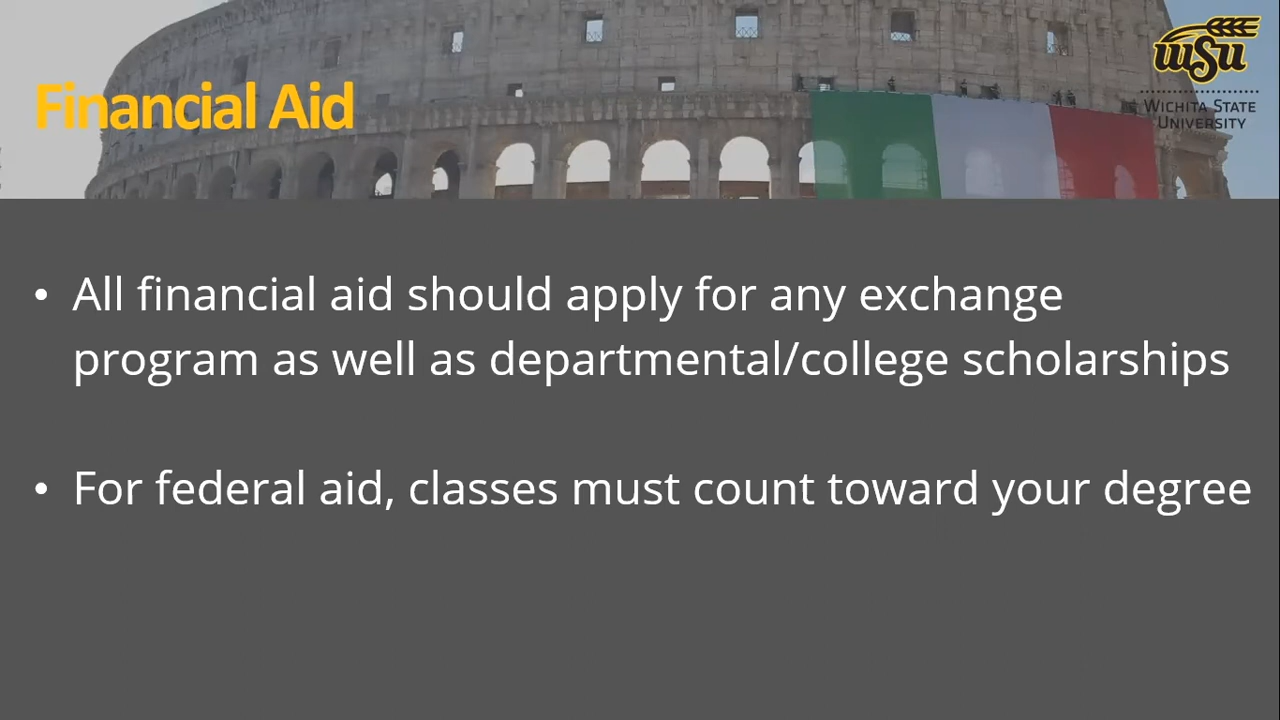 Financial Aid
wsu
WICHITA STATE
UNIVERSITY
• All financial aid should apply for any exchange
program as well as departmental/college scholarships
• For federal aid, classes must count toward your degree